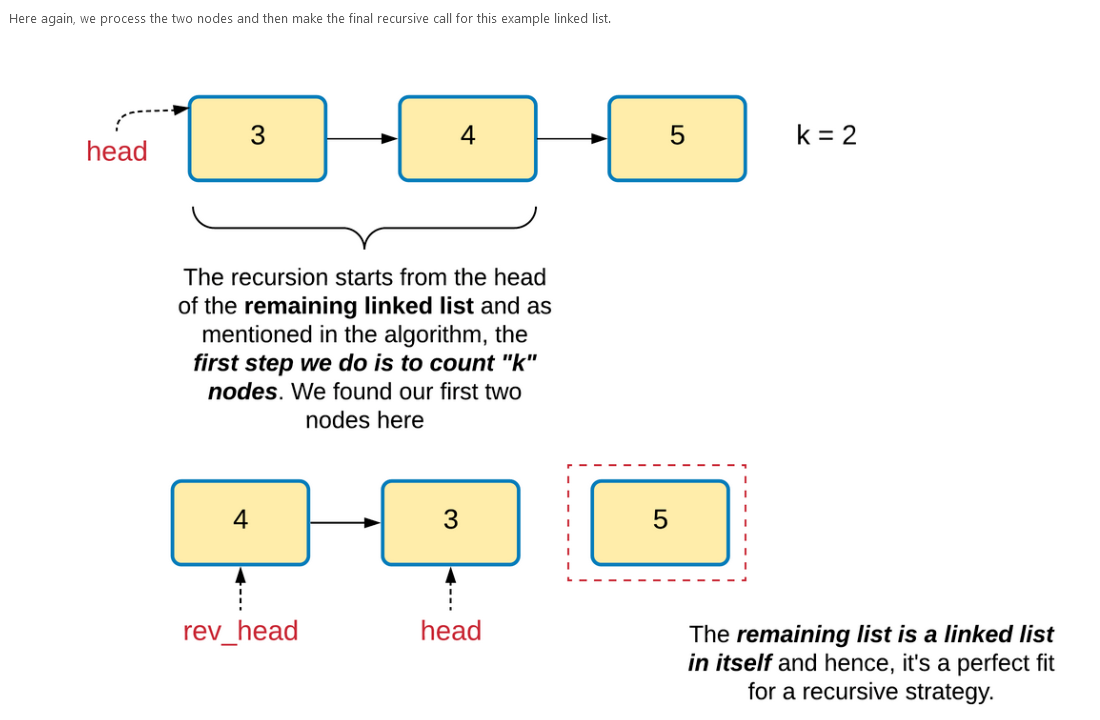 Here again, we process the two nodes and then make the final recursive call for this example linked list.
3
4
5
k = 2
head
The recursion starts from the head
of the remaining linked list and as
mentioned in the algorithm, the
first step we do is to count "k"
nodes. We found our first two
nodes here
4
3
5
rev_head
head
The remaining list is a linked list
in itself and hence, it's a perfect fit
for a recursive strategy.